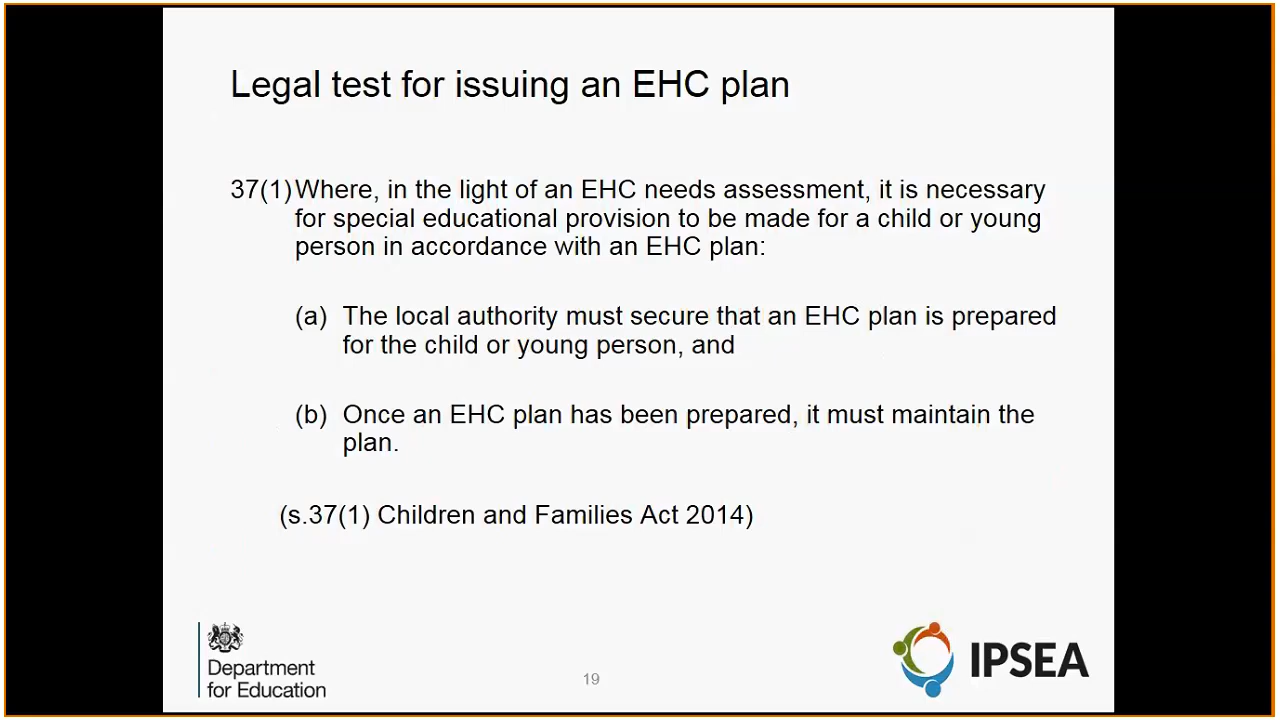 Legal test for issuing an EHC plan
37(1) Where, in the light of an EHC needs assessment, it is necessary
for special educational provision to be made for a child or young
person in accordance with an EHC plan:
(a) The local authority must secure that an EHC plan is prepared
for the child or young person, and
(b) Once an EHC plan has been prepared, it must maintain the
plan.
(s.37(1) Children and Families Act 2014)
Department
for Education
19
IPSEA